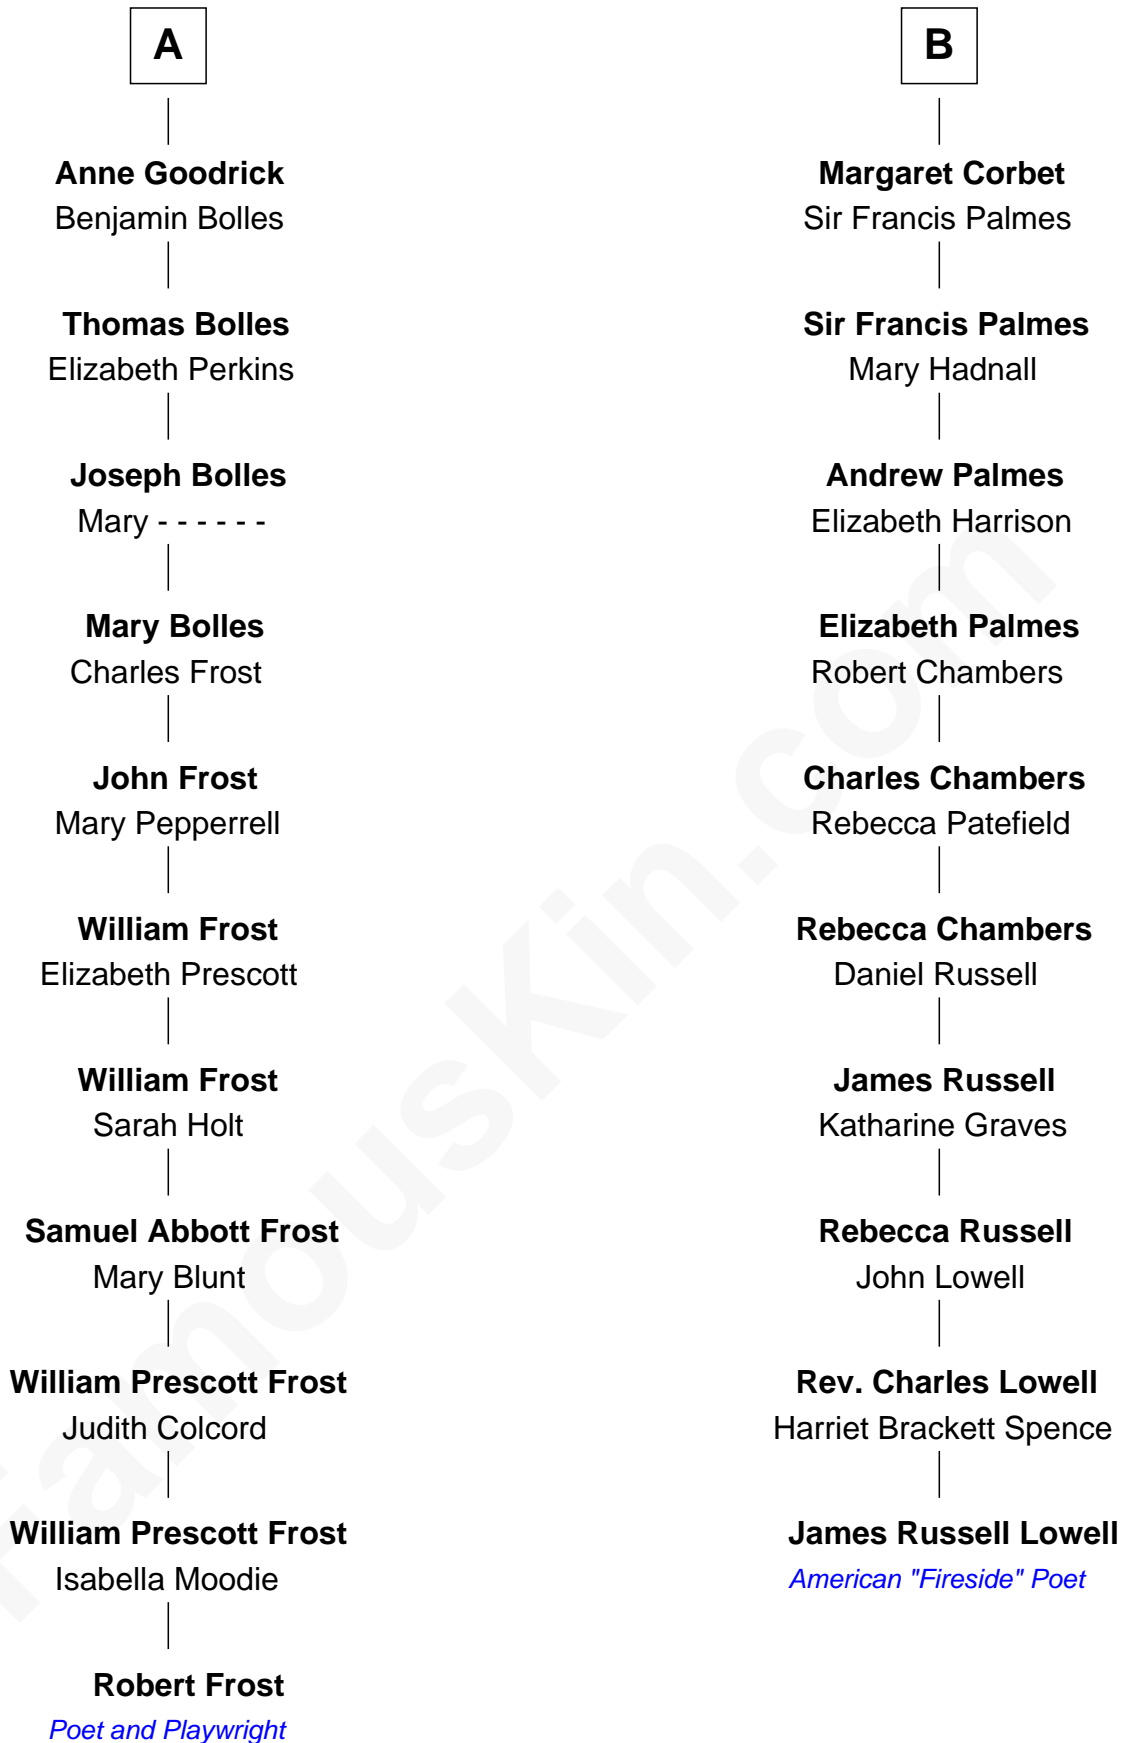 A
Anne Goodrick
Benjamin Bolles
Thomas Bolles
Elizabeth Perkins
Joseph Bolles
Mary - - - - - -
Mary Bolles
Charles Frost
John Frost
Mary Pepperrell
William Frost
Elizabeth Prescott
William Frost
Sarah Holt
Samuel Abbott Frost
Mary Blunt
William Prescott Frost
Judith Colcord
William Prescott Frost
Isabella Moodie
Robert Frost
Poet and Playwright
B
Margaret Corbet
Sir Francis Palmes
Sir Francis Palmes
Mary Hadnall
Andrew Palmes
Elizabeth Harrison
Elizabeth Palmes
Robert Chambers
Charles Chambers
Rebecca Patefield
Rebecca Chambers
Daniel Russell
James Russell
Katharine Graves
Rebecca Russell
John Lowell
Rev. Charles Lowell
Harriet Brackett Spence
James Russell Lowell
American "Fireside" Poet
FamousKin.com